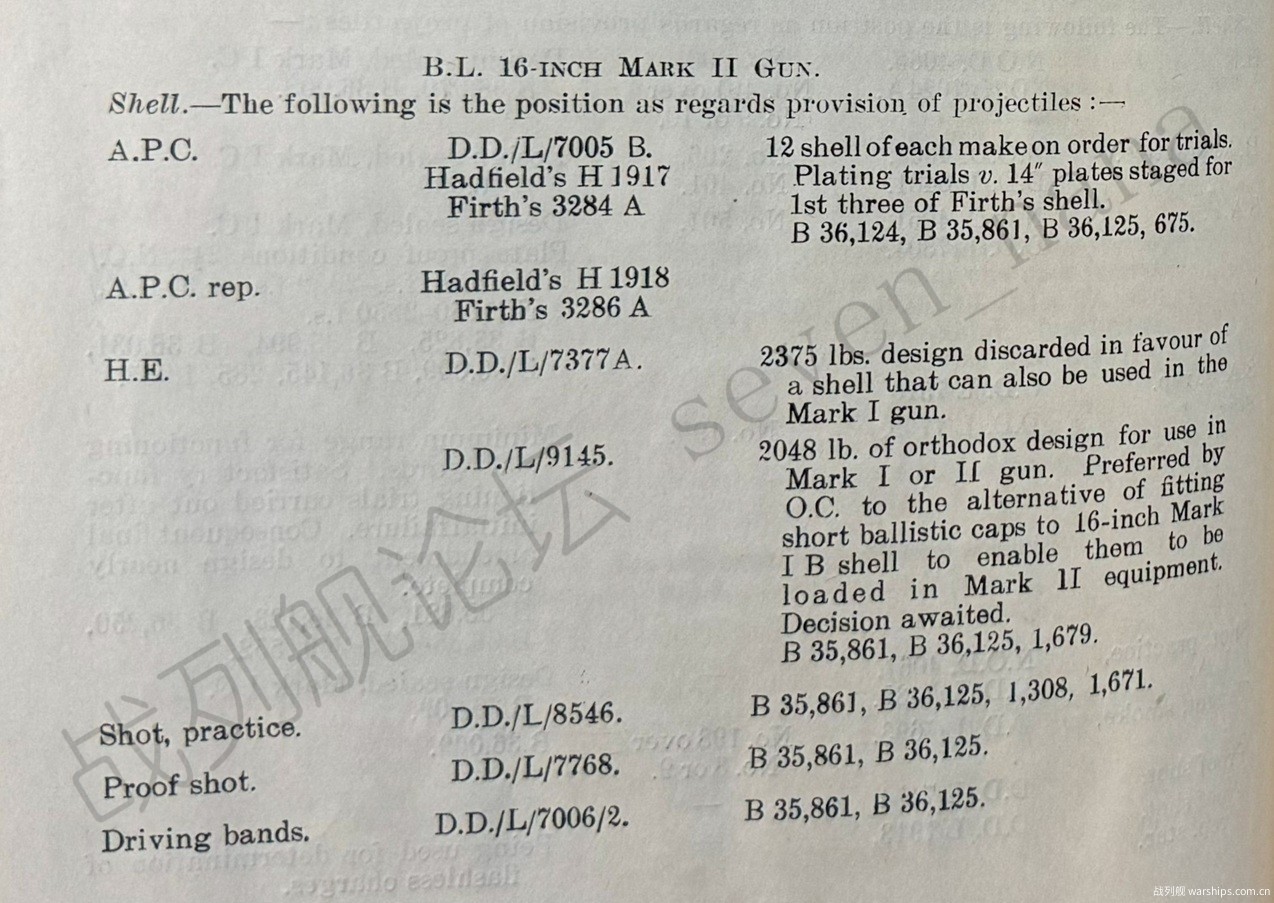 B.L. 16-INCH MARK II GUN.
Shell.—The following is the position as regards provision of projectiles :—
A.P.C. D.D./L/7005 B. 12 shell of each make on order for trials.
Hadfield's H 1917 Plating trials v. 14″ plates staged for
Firth's 3284 A 1st three of Firth's shell.
B 36,124, B 35,861, B 36,125, 675.
A.P.C. rep. Hadfield's H 1918
Firth's 3286 A
H.E. D.D./L/7377A. 2375 lbs. design discarded in favour of
a shell that can also be used in the
Mark I gun.
D.D./L/9145. 2048 lb. of orthodox design for use in
Mark I or II gun. Preferred by
O.C. to the alternative of fitting
short ballistic caps to 16-inch Mark
I B shell to enable them to be
loaded in Mark II equipment.
Decision awaited.
B 35,861, B 36,125, 1,679.
Shot, practice. D.D./L/8546. B 35,861, B 36,125, 1,308, 1,671.
Proof shot. D.D./L/7768. B 35,861, B 36,125.
Driving bands. D.D./L/7006/2. B 35,861, B 36,125.
战列舰论坛 seven_nana
战列舰 warships.com.cn